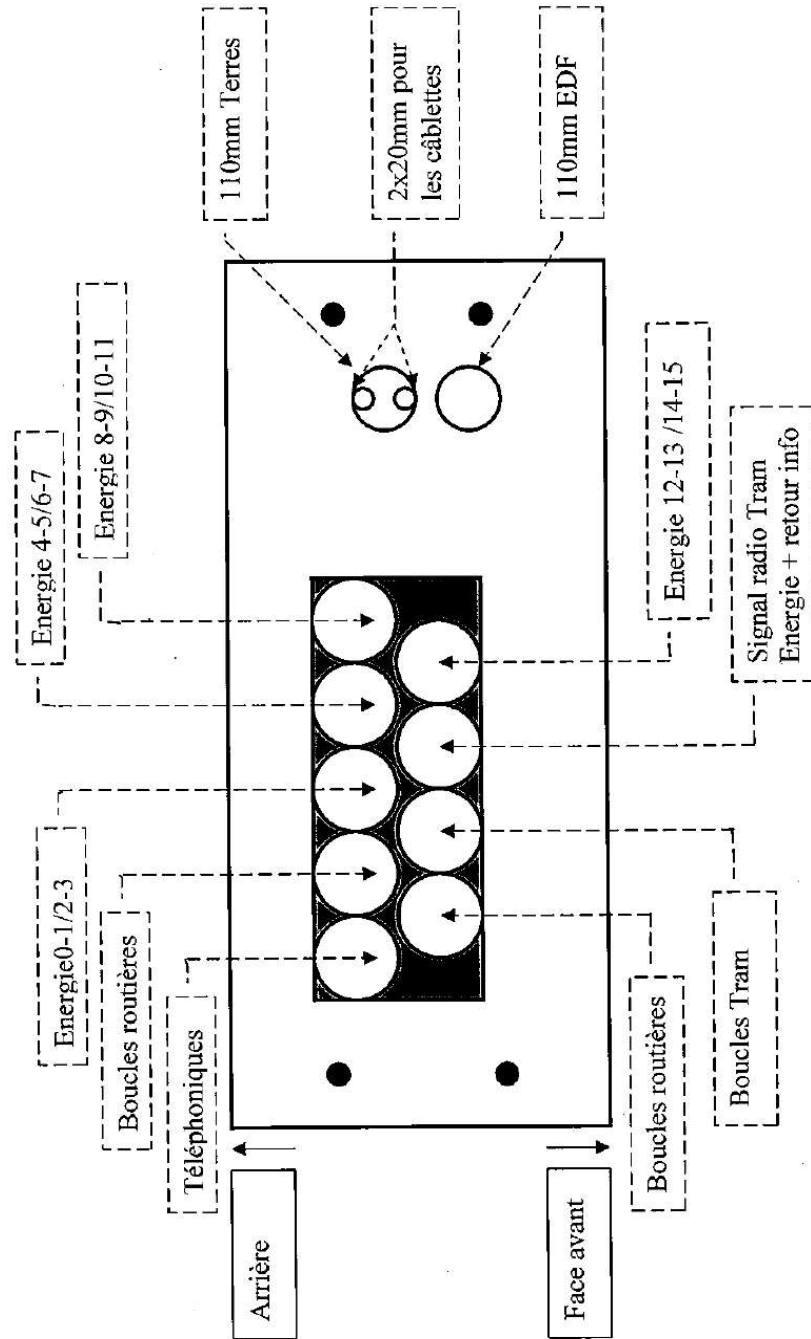 Energie 4-5/6-7
Energie 8-9/10-11
Energie0-1/2-3
Boucles routières
Téléphoniques
110mm Terres
2x20mm pour
les câblettes
110mm EDF
Arrière
Face avant
Boucles routières
Boucles Tram
Signal radio Tram
Energie + retour info
Energie 12-13 /14-15